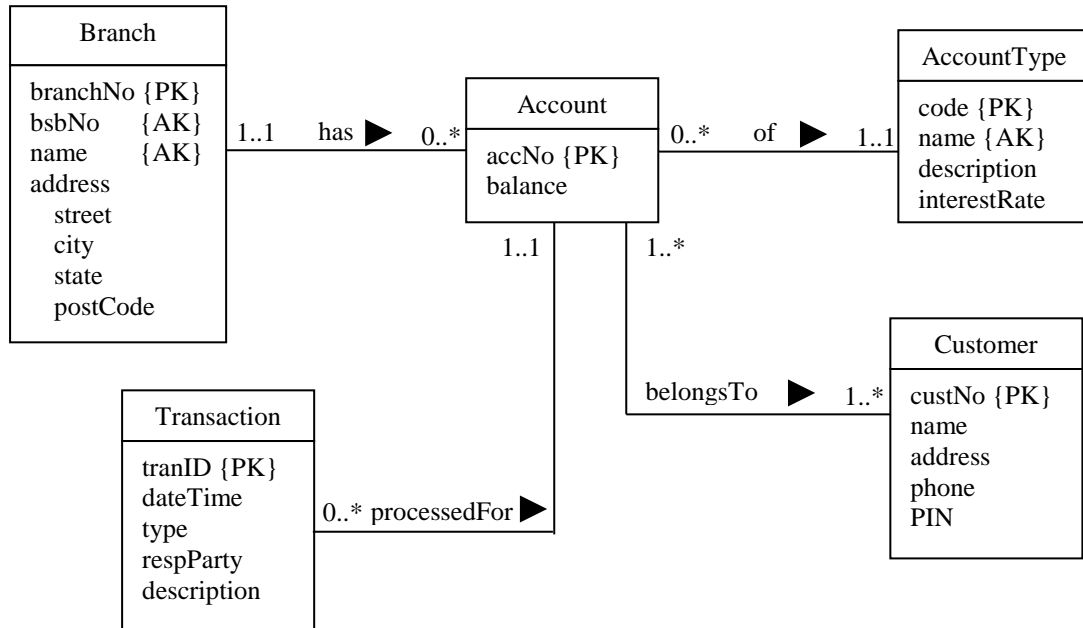 Branch
branchNo {PK}
bsbNo {AK}
name {AK}
address
street
city
state
postCode
1..1 has 0..*
Account
accNo {PK}
balance
0..* of 1..1
AccountType
code {PK}
name {AK}
description
interestRate
1..1
1..*
belongsTo 1..*
Customer
custNo {PK}
name
address
phone
PIN
Transaction
tranID {PK}
dateTime
type
respParty
description
0..* processedFor